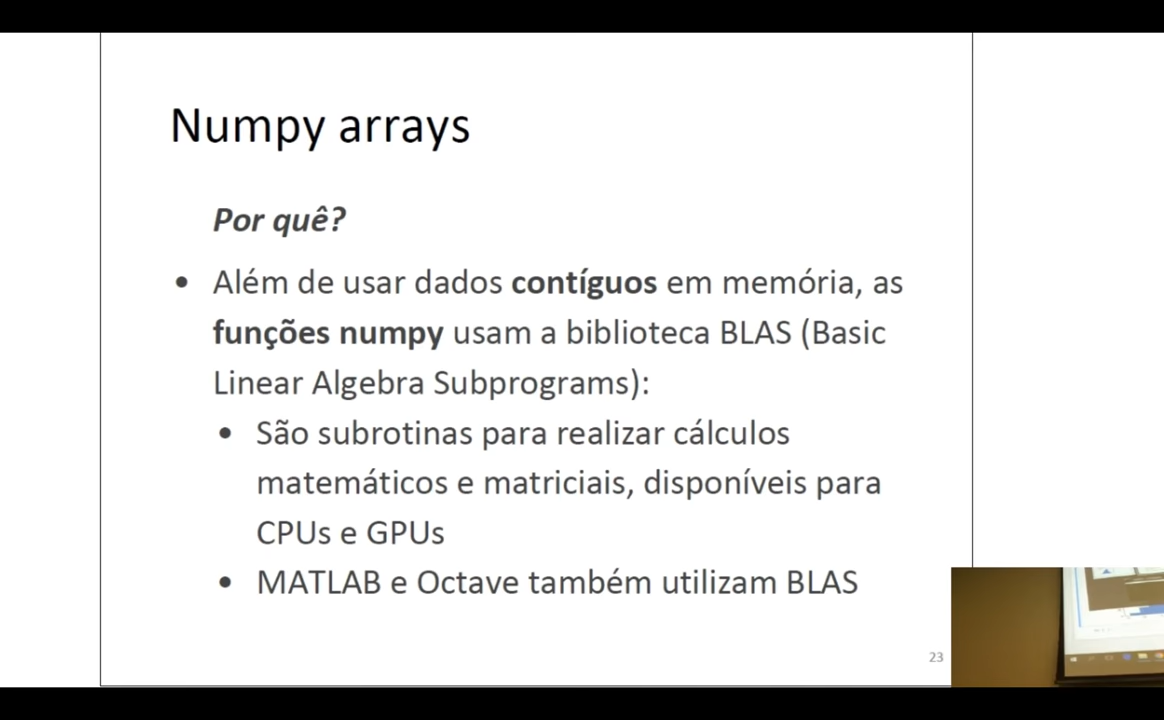 Numpy arrays
Por quê?
• Além de usar dados contíguos em memória, as
funções numpy usam a biblioteca BLAS (Basic
Linear Algebra Subprograms):
• São subrotinas para realizar cálculos
matemáticos e matriciais, disponíveis para
CPUs e GPUs
• MATLAB e Octave também utilizam BLAS
23